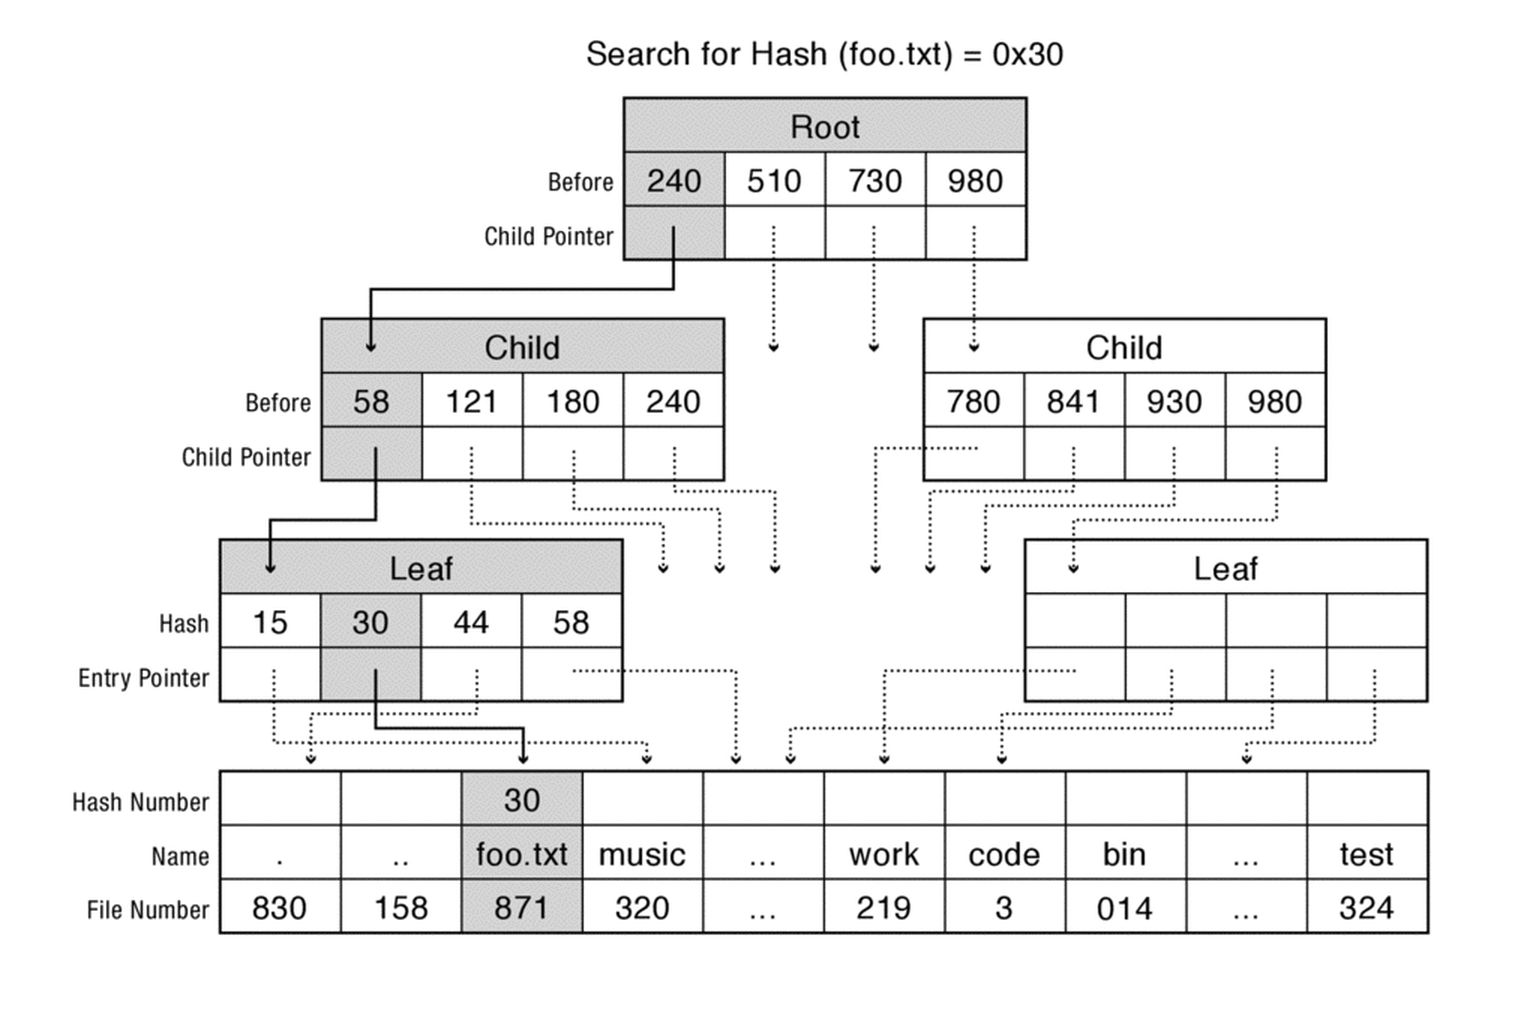 Search for Hash (foo.txt) = 0x30
Root
Before 240 510 730 980
Child Pointer
Child Child
Before 58 121 180 240 780 841 930 980
Child Pointer
Leaf Leaf
Hash 15 30 44 58
Entry Pointer
Hash Number 30
Name . .. foo.txt music ... work code bin ... test
File Number 830 158 871 320 ... 219 3 014 ... 324